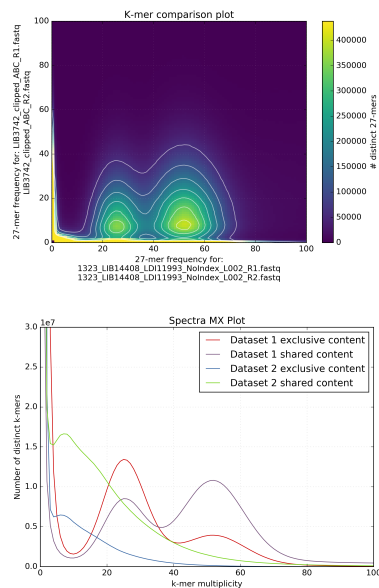 K-mer comparison plot
27-mer frequency for: LIB3742_clipped_ABC_R1.fastq
LIB3742_clipped_ABC_R2.fastq
100
80
60
40
20
0
0 20 40 60 80 100
27-mer frequency for:
1323_LIB14408_LDI11993_NoIndex_L002_R1.fastq
1323_LIB14408_LDI11993_NoIndex_L002_R2.fastq
400000
350000
300000
250000
200000
150000
100000
50000
0
# distinct 27-mers
Spectra MX Plot
1e7
3.0
2.5
2.0
1.5
1.0
0.5
0.0
Number of distinct k-mers
Dataset 1 exclusive content
Dataset 1 shared content
Dataset 2 exclusive content
Dataset 2 shared content
0 20 40 60 80 100
k-mer multiplicity